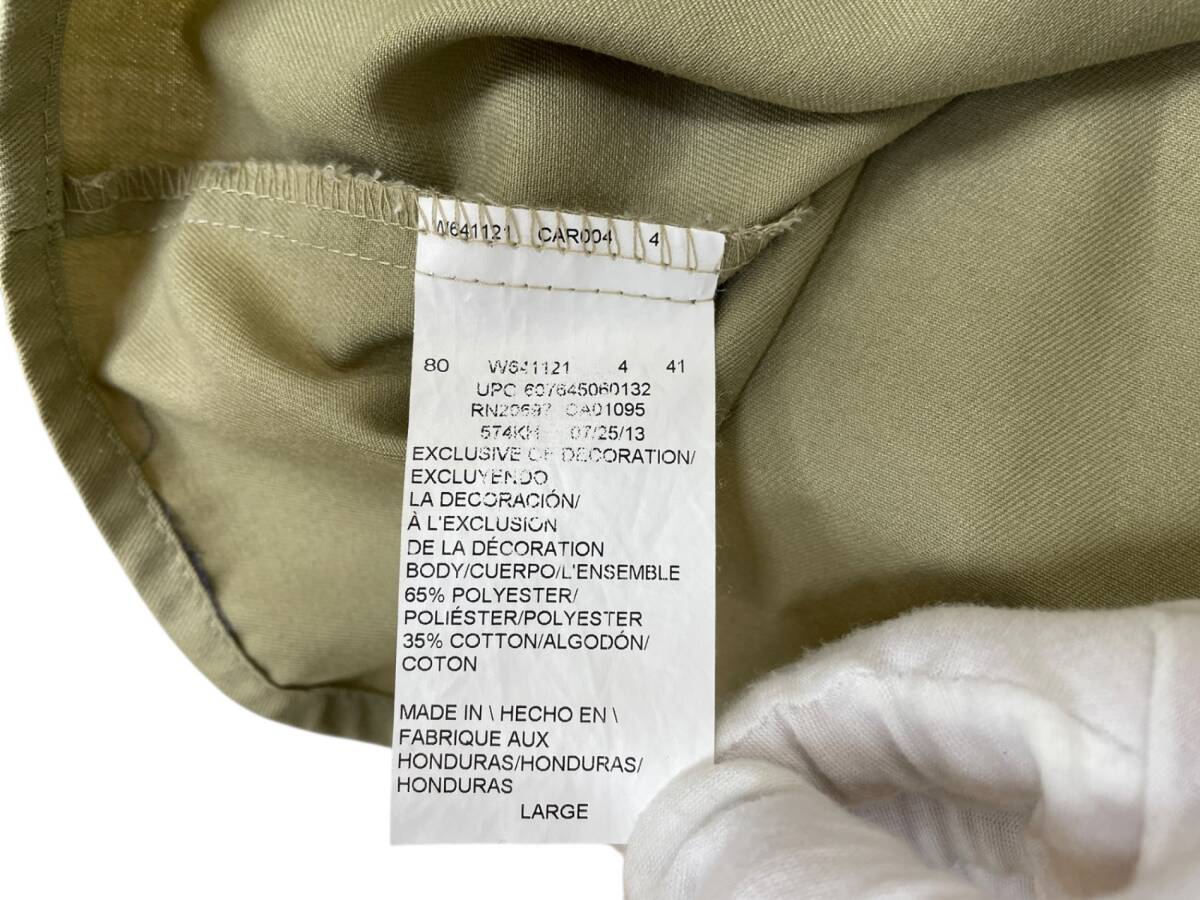 W641121 CAR004 4
80 W641121 4 41
UPC 607645060132
RN20697 CA01095
574KH 07/25/13
EXCLUSIVE OF DECORATION/
EXCLUYENDO
LA DECORACIÓN/
À L'EXCLUSION
DE LA DÉCORATION
BODY/CUERPO/L'ENSEMBLE
65% POLYESTER/
POLIÉSTER/POLYESTER
35% COTTON/ALGODÓN/
COTON
MADE IN \ HECHO EN \
FABRIQUE AUX
HONDURAS/HONDURAS/
HONDURAS
LARGE